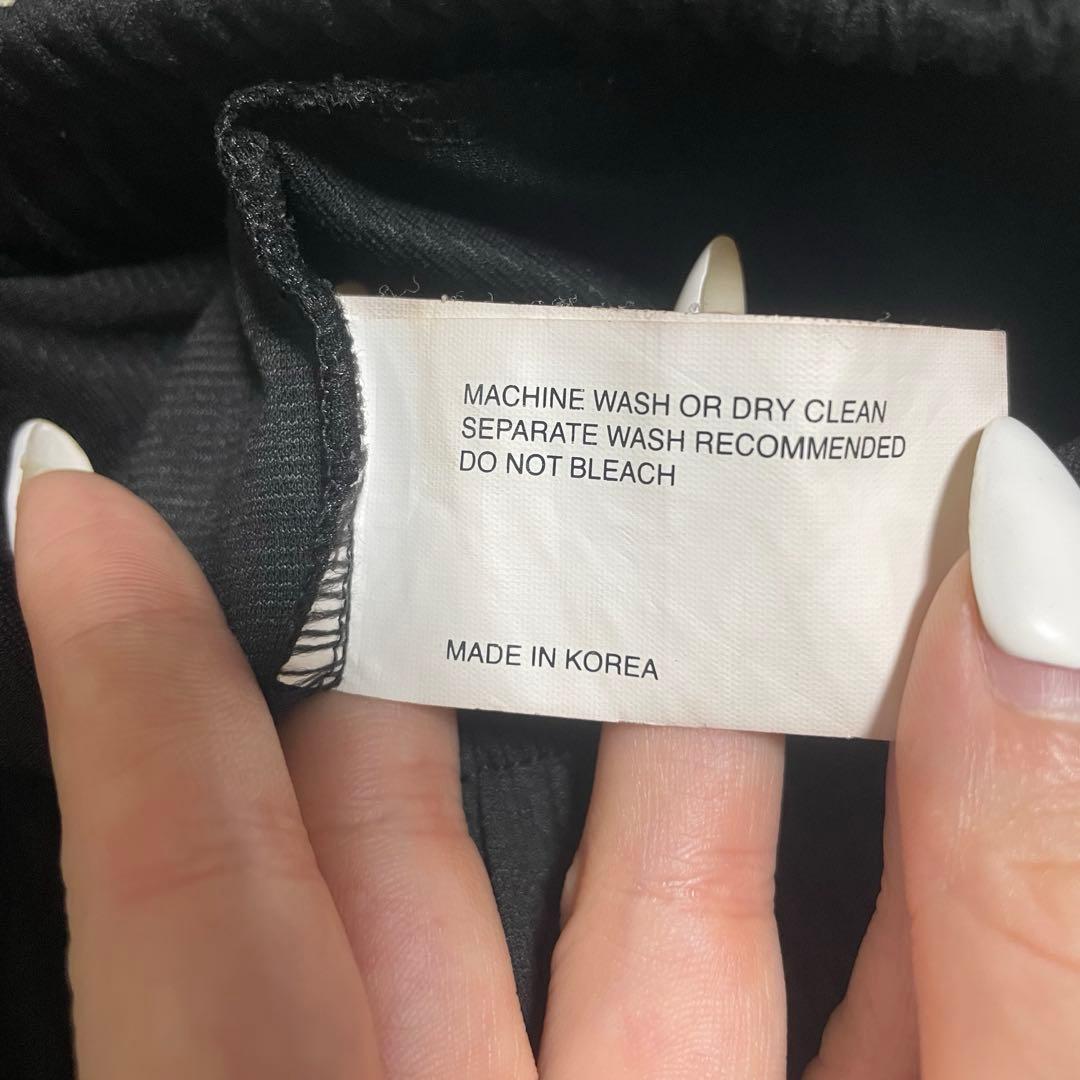 MACHINE WASH OR DRY CLEAN
SEPARATE WASH RECOMMENDED
DO NOT BLEACH
MADE IN KOREA